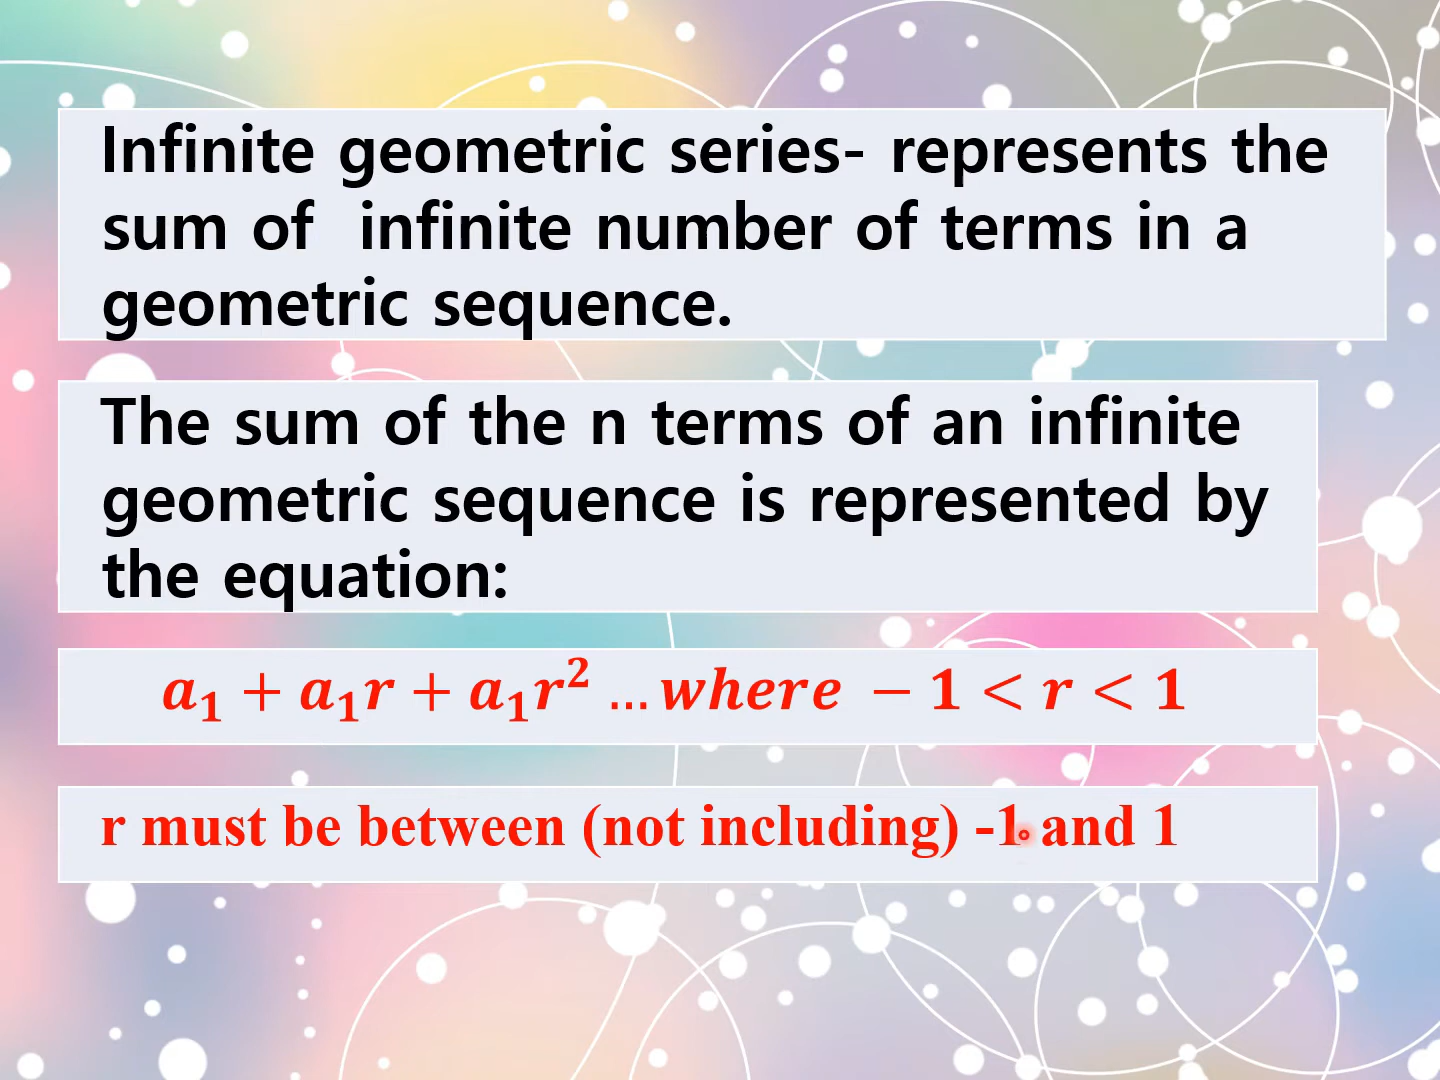 Infinite geometric series- represents the
sum of  infinite number of terms in a
geometric sequence.
The sum of the n terms of an infinite
geometric sequence is represented by
the equation:
a₁ + a₁r + a₁r² … where − 1 < r < 1
r must be between (not including) -1 and 1